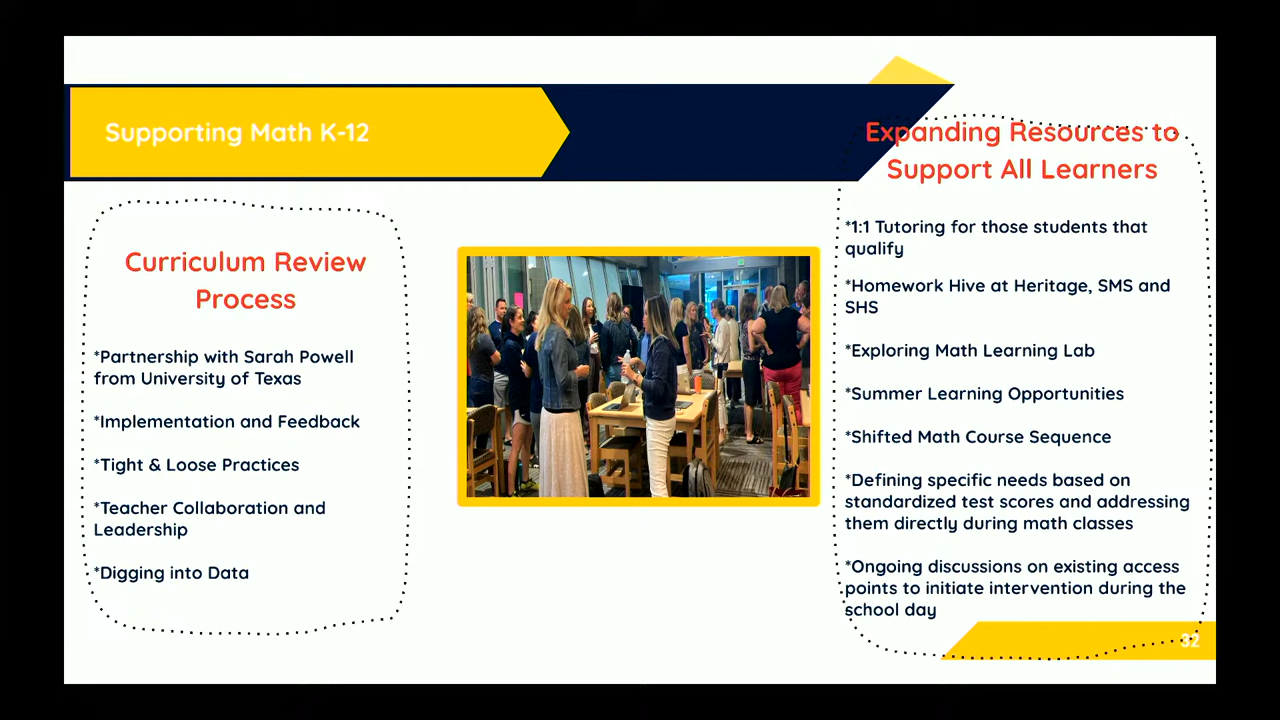 Supporting Math K-12
Curriculum Review
Process
*Partnership with Sarah Powell
from University of Texas
*Implementation and Feedback
*Tight & Loose Practices
*Teacher Collaboration and
Leadership
*Digging into Data
Expanding Resources to
Support All Learners
*1:1 Tutoring for those students that
qualify
*Homework Hive at Heritage, SMS and
SHS
*Exploring Math Learning Lab
*Summer Learning Opportunities
*Shifted Math Course Sequence
*Defining specific needs based on
standardized test scores and addressing
them directly during math classes
*Ongoing discussions on existing access
points to initiate intervention during the
school day
32